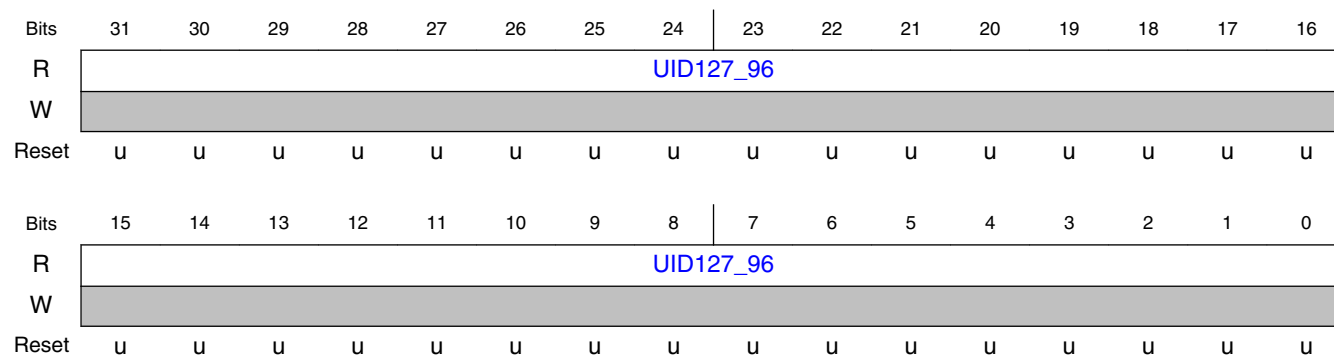 Bits 31 30 29 28 27 26 25 24 23 22 21 20 19 18 17 16
R UID127_96
W
Reset u u u u u u u u u u u u u u u u
Bits 15 14 13 12 11 10 9 8 7 6 5 4 3 2 1 0
R UID127_96
W
Reset u u u u u u u u u u u u u u u u